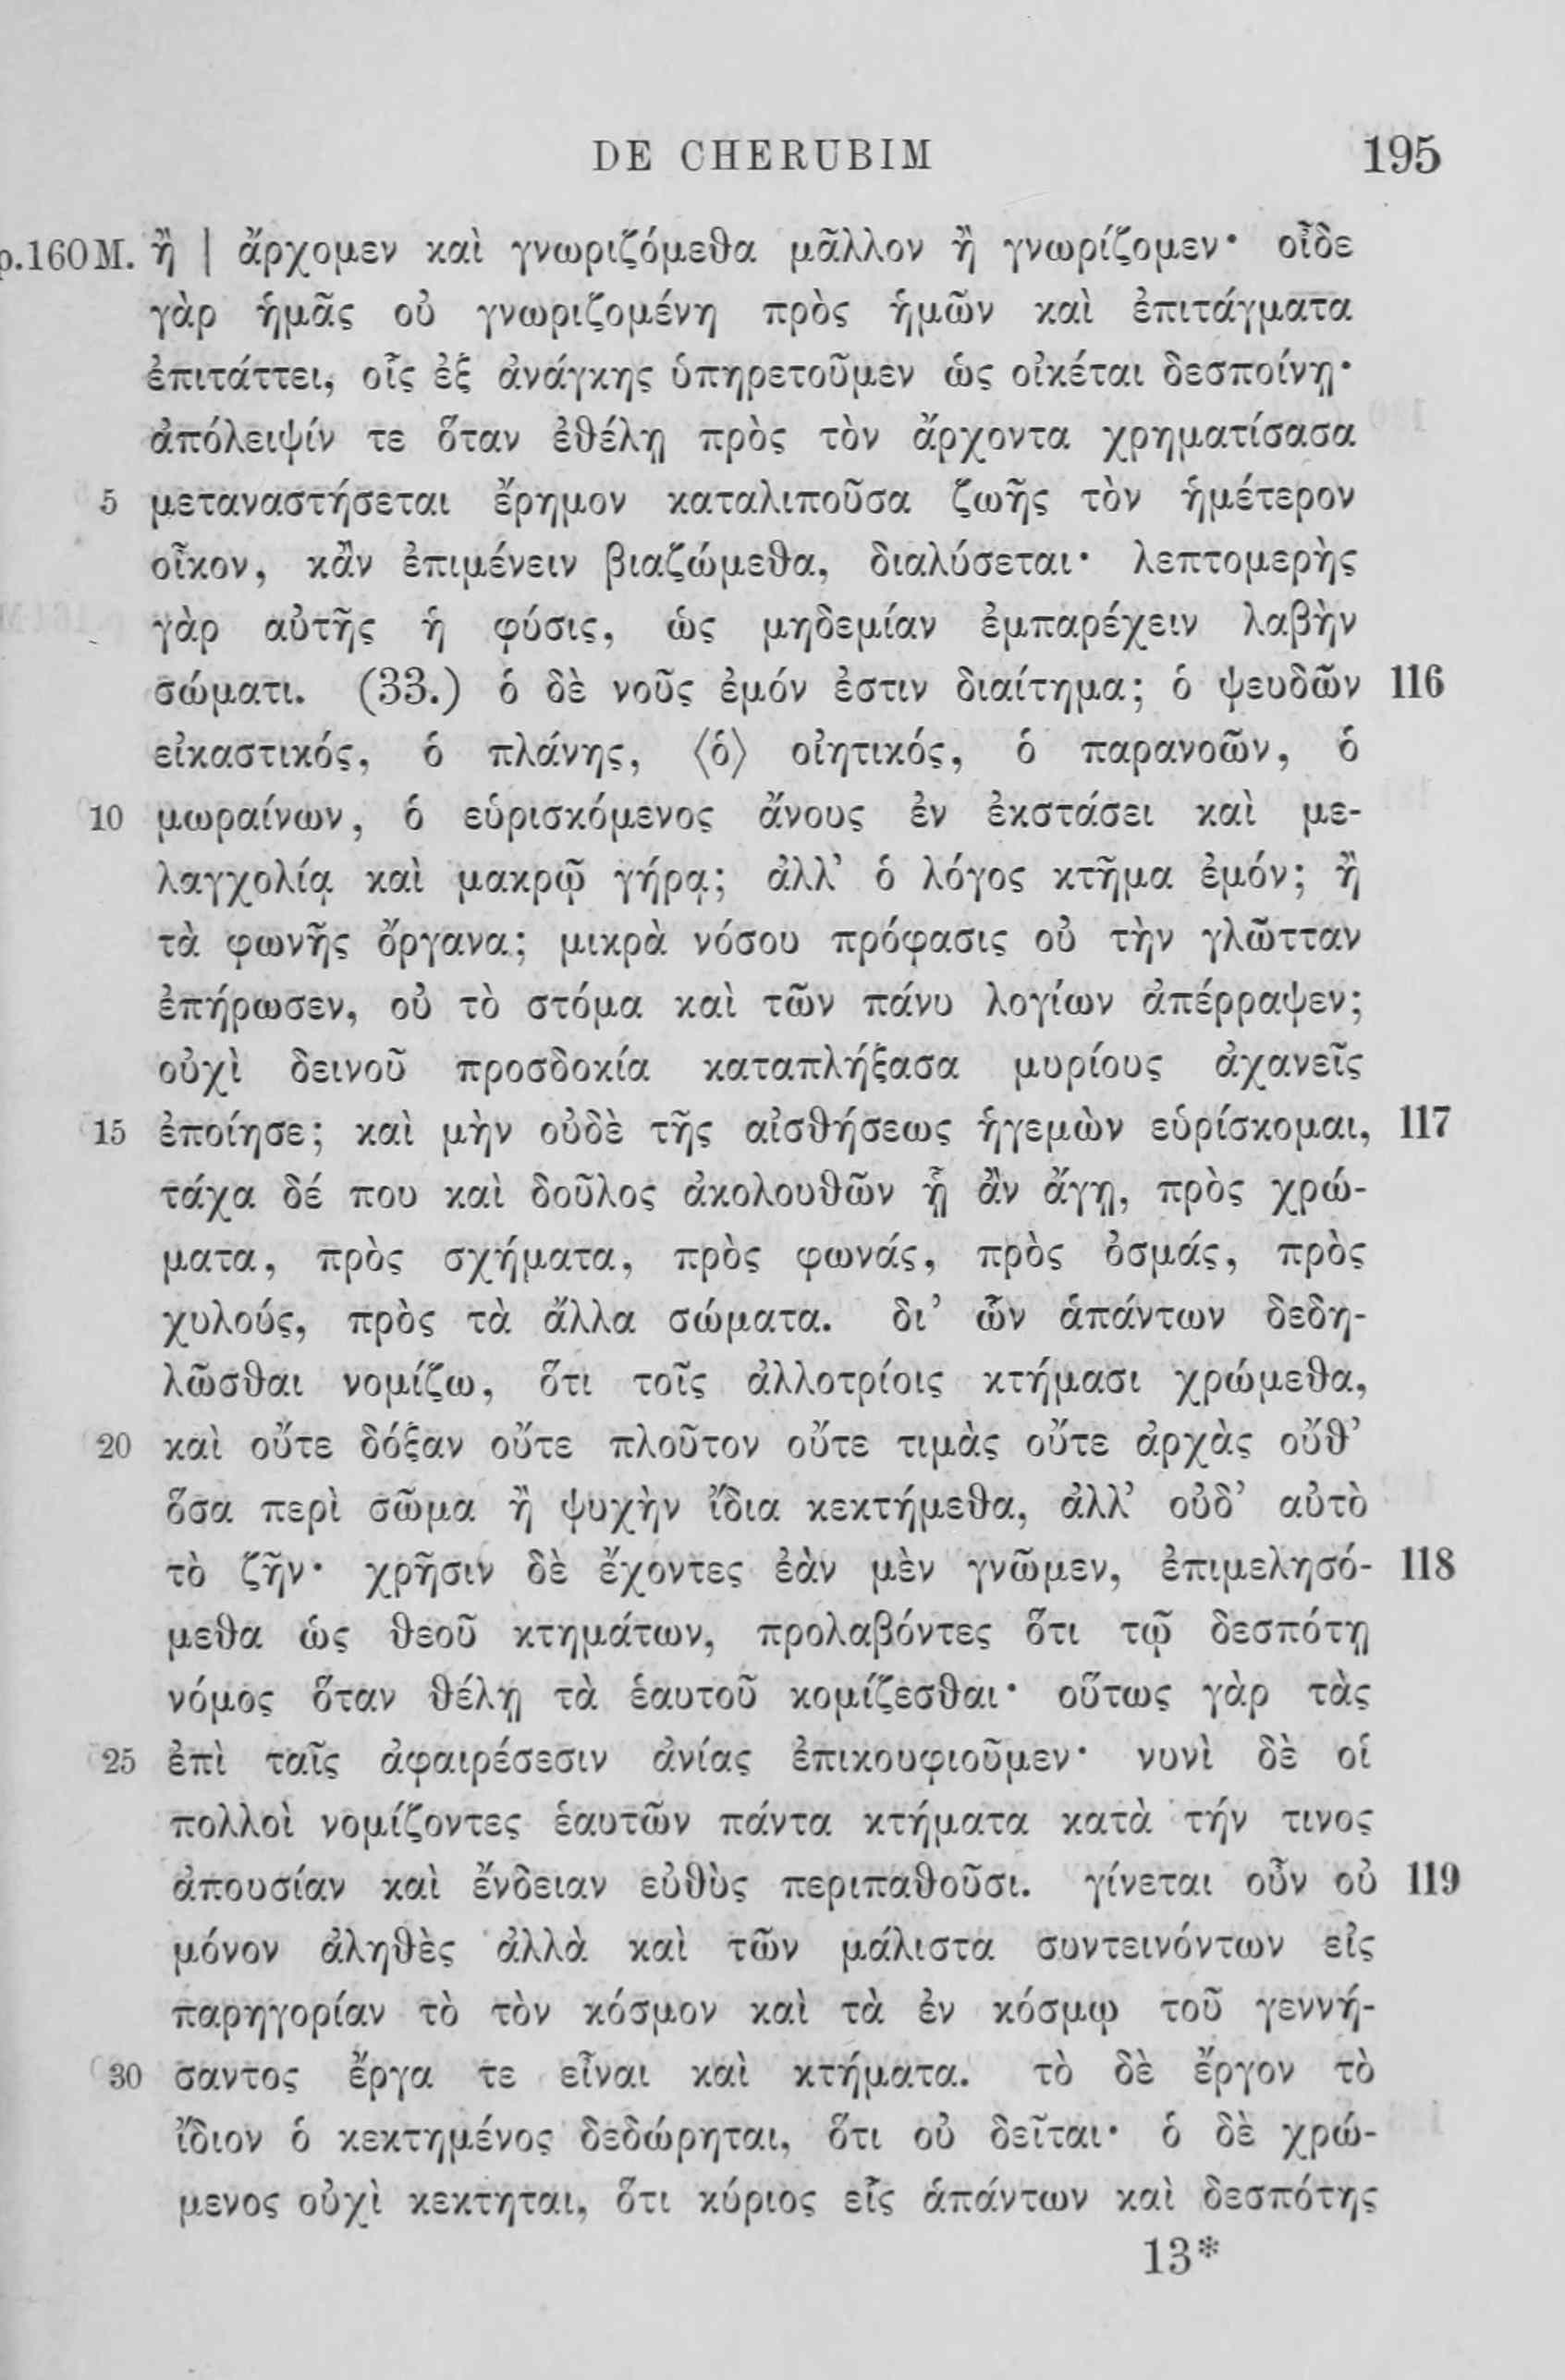 DE CHERUBIM 195
p.160 M. ἢ | ἄρχομεν καὶ γνωριζόμεθα μᾶλλον ἢ γνωρίζομεν· οἶδε
γὰρ ἡμᾶς οὐ γνωριζομένη πρὸς ἡμῶν καὶ ἐπιτάγματα
ἐπιτάττει, οἷς ἐξ ἀνάγκης ὑπηρετοῦμεν ὡς οἰκέται δεσποίνῃ·
ἀπόλειψίν τε ὅταν ἐθέλῃ πρὸς τὸν ἄρχοντα χρηματίσασα
5 μεταναστήσεται ἔρημον καταλιποῦσα ζωῆς τὸν ἡμέτερον
οἶκον, κἂν ἐπιμένειν βιαζώμεθα, διαλύσεται· λεπτομερὴς
γὰρ αὐτῆς ἡ φύσις, ὡς μηδεμίαν ἐμπαρέχειν λαβὴν
σώματι. (33.) ὁ δὲ νοῦς ἐμόν ἐστιν διαίτημα; ὁ ψευδῶν 116
εἰκαστικός, ὁ πλάνης, ⟨ὁ⟩ οἰητικός, ὁ παρανοῶν, ὁ
10 μωραίνων, ὁ εὑρισκόμενος ἄνους ἐν ἐκστάσει καὶ με-
λαγχολίᾳ καὶ μακρῷ γήρᾳ; ἀλλ’ ὁ λόγος κτῆμα ἐμόν; ἢ
τὰ φωνῆς ὄργανα; μικρὰ νόσου πρόφασις οὐ τὴν γλῶτταν
ἐπήρωσεν, οὐ τὸ στόμα καὶ τῶν πάνυ λογίων ἀπέρραψεν;
οὐχὶ δεινοῦ προσδοκία καταπλήξασα μυρίους ἀχανεῖς
15 ἐποίησε; καὶ μὴν οὐδὲ τῆς αἰσθήσεως ἡγεμὼν εὑρίσκομαι, 117
τάχα δέ που καὶ δοῦλος ἀκολουθῶν ᾗ ἂν ἄγῃ, πρὸς χρώ-
ματα, πρὸς σχήματα, πρὸς φωνάς, πρὸς ὀσμάς, πρὸς
χυλούς, πρὸς τὰ ἄλλα σώματα. δι’ ὧν ἁπάντων δεδη-
λῶσθαι νομίζω, ὅτι τοῖς ἀλλοτρίοις κτήμασι χρώμεθα,
20 καὶ οὔτε δόξαν οὔτε πλοῦτον οὔτε τιμὰς οὔτε ἀρχὰς οὔθ’
ὅσα περὶ σῶμα ἢ ψυχὴν ἴδια κεκτήμεθα, ἀλλ’ οὐδ’ αὐτὸ
τὸ ζῆν· χρῆσιν δὲ ἔχοντες ἐὰν μὲν γνῶμεν, ἐπιμελησό- 118
μεθα ὡς θεοῦ κτημάτων, προλαβόντες ὅτι τῷ δεσπότῃ
νόμος ὅταν θέλῃ τὰ ἑαυτοῦ κομίζεσθαι· οὕτως γὰρ τὰς
25 ἐπὶ ταῖς ἀφαιρέσεσιν ἀνίας ἐπικουφιοῦμεν· νυνὶ δὲ οἱ
πολλοὶ νομίζοντες ἑαυτῶν πάντα κτήματα κατὰ τήν τινος
ἀπουσίαν καὶ ἔνδειαν εὐθὺς περιπαθοῦσι. γίνεται οὖν οὐ 119
μόνον ἀληθὲς ἀλλὰ καὶ τῶν μάλιστα συντεινόντων εἰς
παρηγορίαν τὸ τὸν κόσμον καὶ τὰ ἐν κόσμῳ τοῦ γεννή-
30 σαντος ἔργα τε εἶναι καὶ κτήματα. τὸ δὲ ἔργον τὸ
ἴδιον ὁ κεκτημένος δεδώρηται, ὅτι οὐ δεῖται· ὁ δὲ χρώ-
μενος οὐχὶ κεκτηται, ὅτι κύριος εἷς ἁπάντων καὶ δεσπότης
13*